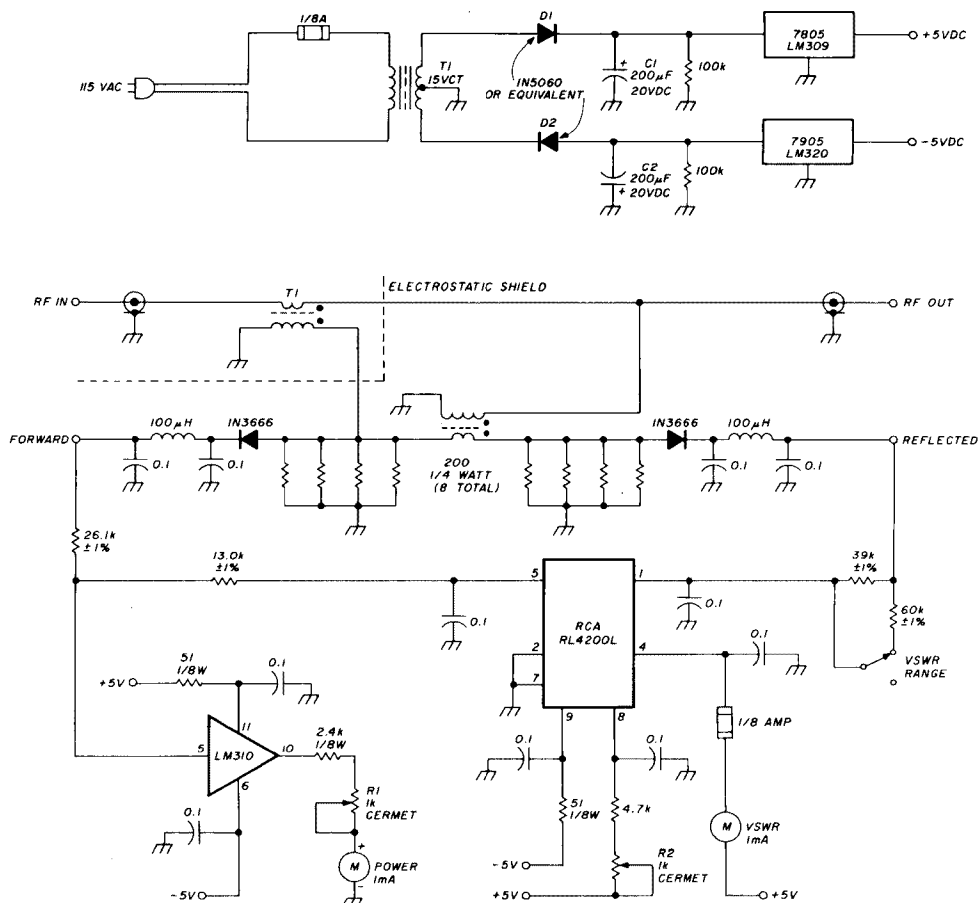 1/8A
115 VAC
T1
15VCT
D1
1N5060
OR EQUIVALENT
D2
C1
200μF
20VDC
+
100k
7805
LM309
+5VDC
C2
200μF
20VDC
+
100k
7905
LM320
-5VDC
RF IN
T1
ELECTROSTATIC SHIELD
RF OUT
FORWARD
100μH
0.1
0.1
1N3666
200
1/4 WATT
(8 TOTAL)
1N3666
100μH
0.1
0.1
REFLECTED
26.1k
±1%
13.0k
±1%
0.1
5
1
2
7
4
9
8
RCA
RL4200L
0.1
39k
±1%
60k
±1%
VSWR
RANGE
0.1
1/8 AMP
+5V
51
1/8W
0.1
11
5
LM310
10
6
2.4k
1/8W
R1
1k
CERMET
0.1
-5V
+
M
-
POWER
1mA
0.1
51
1/8W
-5V
+5V
0.1
4.7k
R2
1k
CERMET
M
VSWR
1mA
+5V